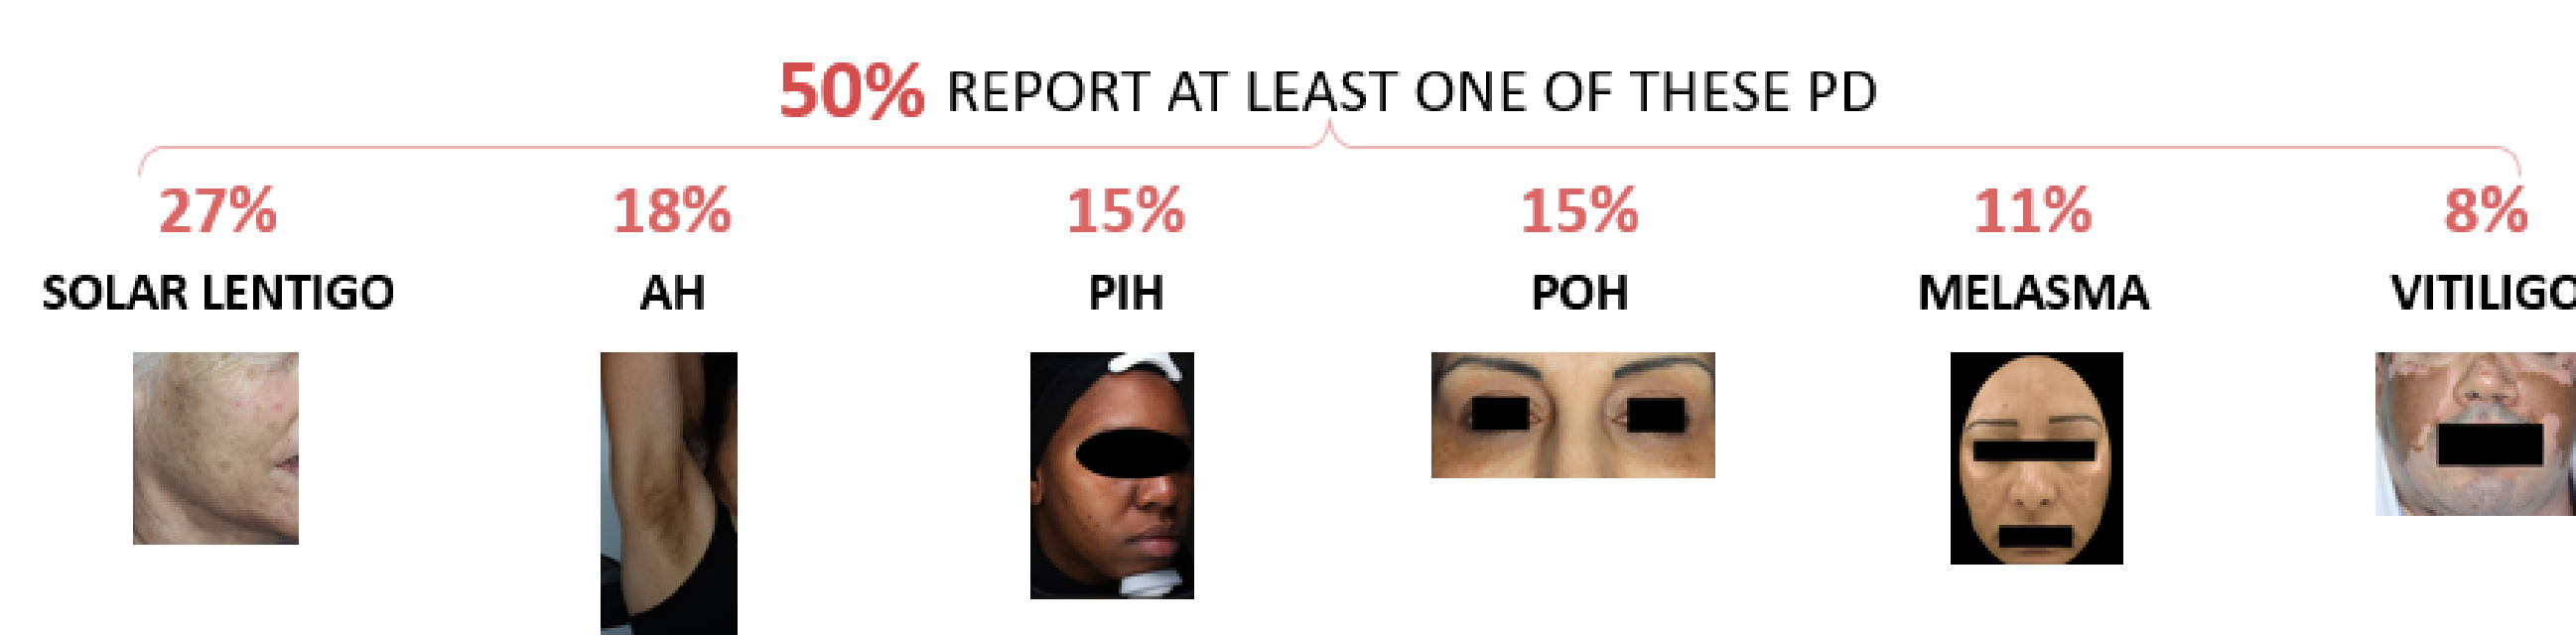 50% REPORT AT LEAST ONE OF THESE PD
27% 18% 15% 15% 11% 8%
SOLAR LENTIGO AH PIH POH MELASMA VITILIGO